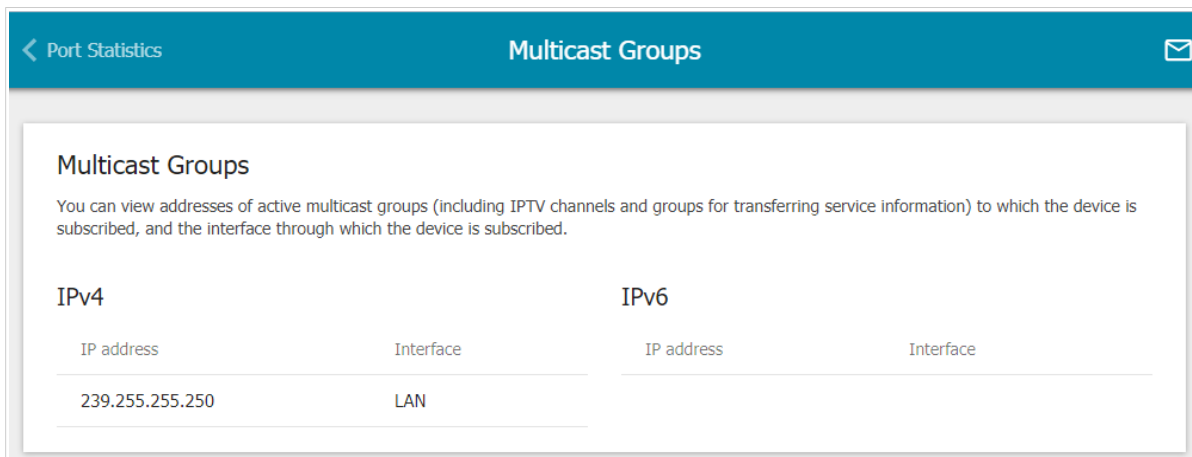 Port Statistics
Multicast Groups
Multicast Groups
You can view addresses of active multicast groups (including IPTV channels and groups for transferring service information) to which the device is
subscribed, and the interface through which the device is subscribed.
IPv4
IP address Interface
239.255.255.250 LAN
IPv6
IP address Interface